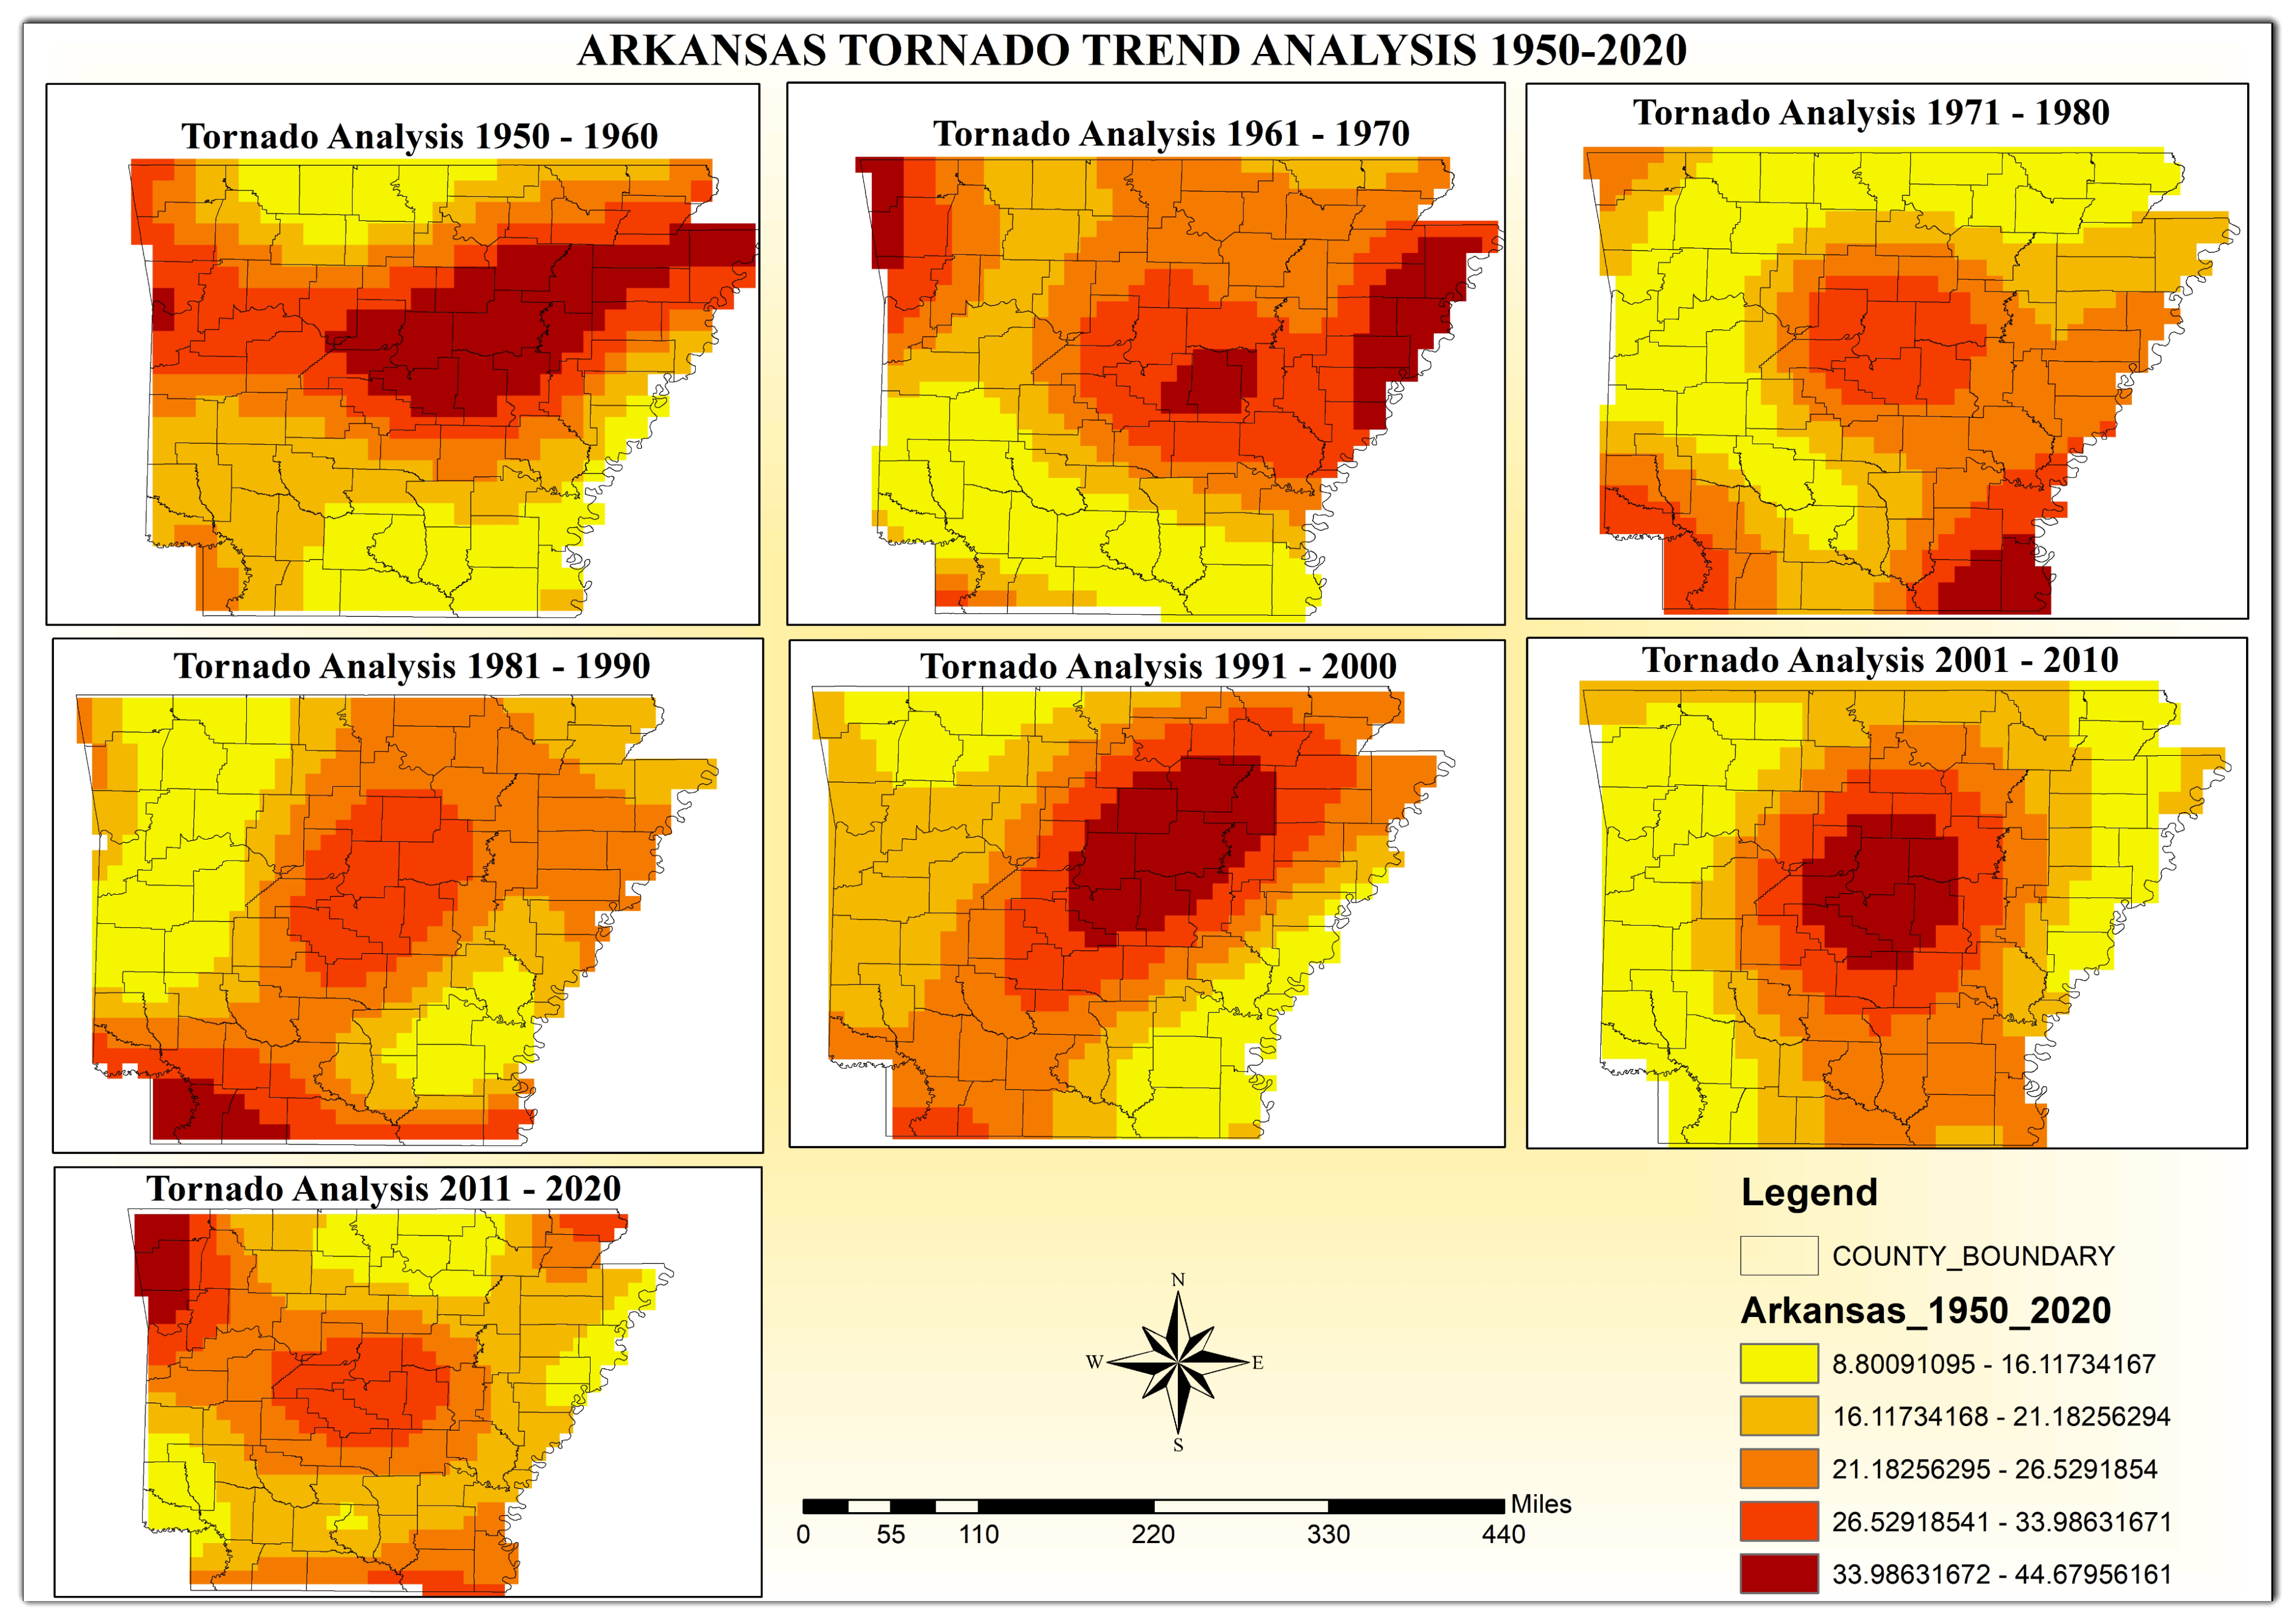 ARKANSAS TORNADO TREND ANALYSIS 1950-2020
Tornado Analysis 1950 - 1960
Tornado Analysis 1961 - 1970
Tornado Analysis 1971 - 1980
Tornado Analysis 1981 - 1990
Tornado Analysis 1991 - 2000
Tornado Analysis 2001 - 2010
Tornado Analysis 2011 - 2020
N
W
E
S
Miles
0 55 110 220 330 440
Legend
COUNTY_BOUNDARY
Arkansas_1950_2020
8.80091095 - 16.11734167
16.11734168 - 21.18256294
21.18256295 - 26.5291854
26.52918541 - 33.98631671
33.98631672 - 44.67956161